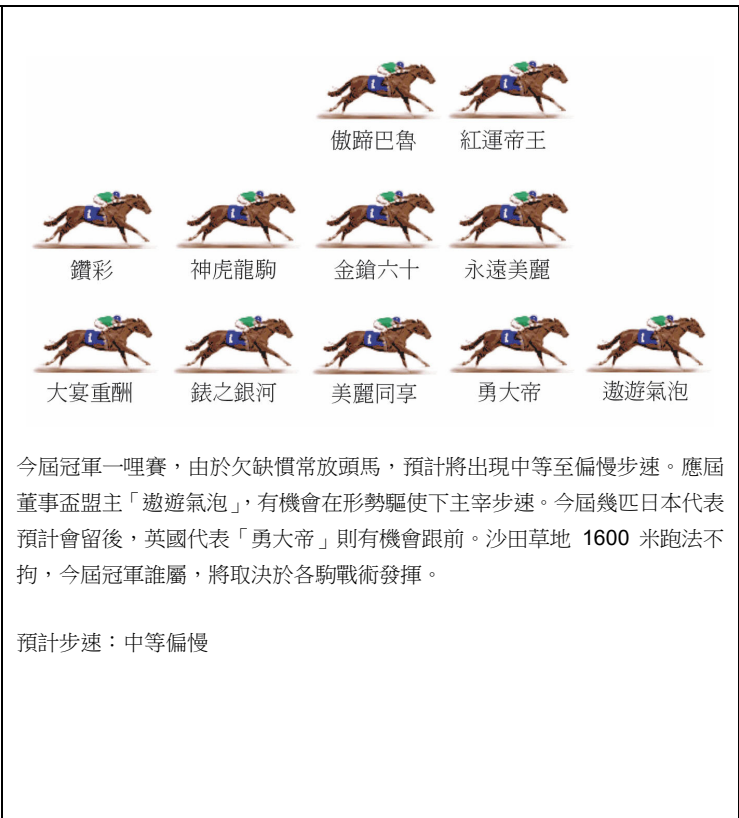 傲蹄巴魯 紅運帝王
鑽彩 神虎龍駒 金鎗六十 永遠美麗
大宴重酬 錶之銀河 美麗同享 勇大帝 遨遊氣泡
今屆冠軍一哩賽，由於欠缺慣常放頭馬，預計將出現中等至偏慢步速。應屆
董事盃盟主「遨遊氣泡」，有機會在形勢驅使下主宰步速。今屆幾匹日本代表
預計會留後，英國代表「勇大帝」則有機會跟前。沙田草地 1600 米跑法不
拘，今屆冠軍誰屬，將取決於各駒戰術發揮。
預計步速：中等偏慢